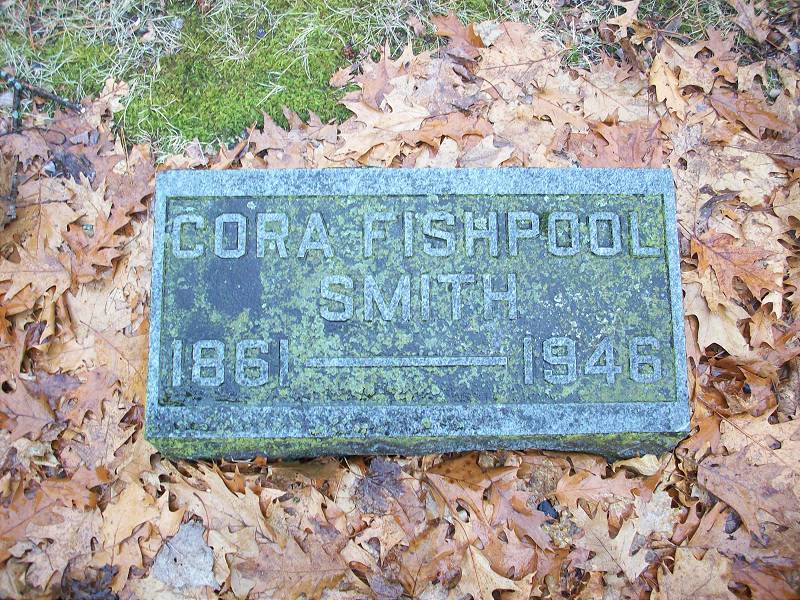 CORA FISHPOOL
SMITH
1861 — 1946